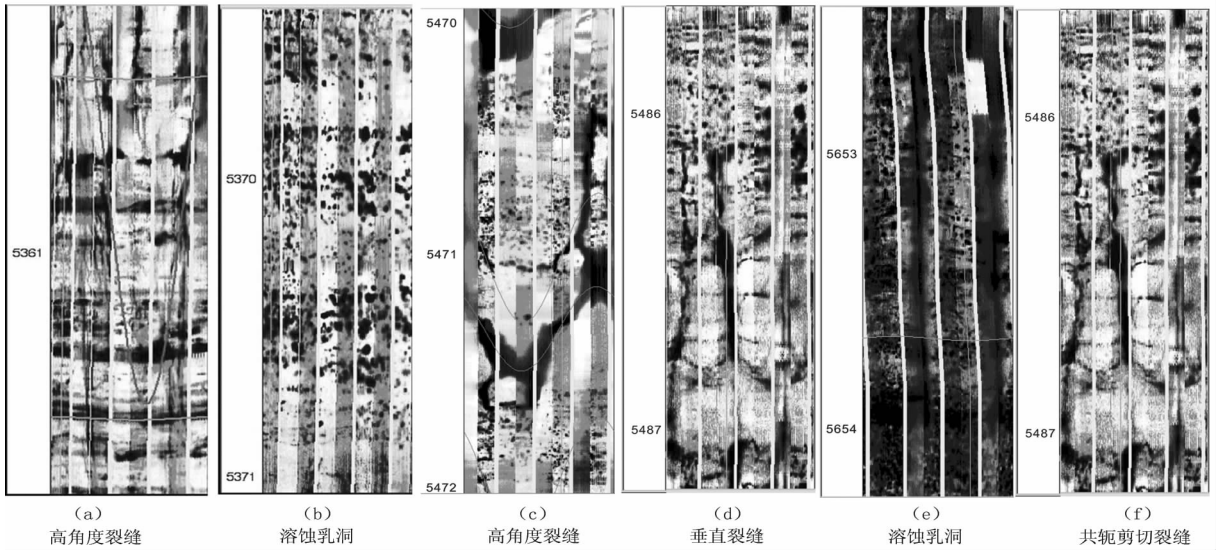 5361
(a)
高角度裂缝
5370
5371
(b)
溶蚀乳洞
5470
5471
5472
(c)
高角度裂缝
5486
5487
(d)
垂直裂缝
5653
5654
(e)
溶蚀乳洞
5486
5487
(f)
共轭剪切裂缝